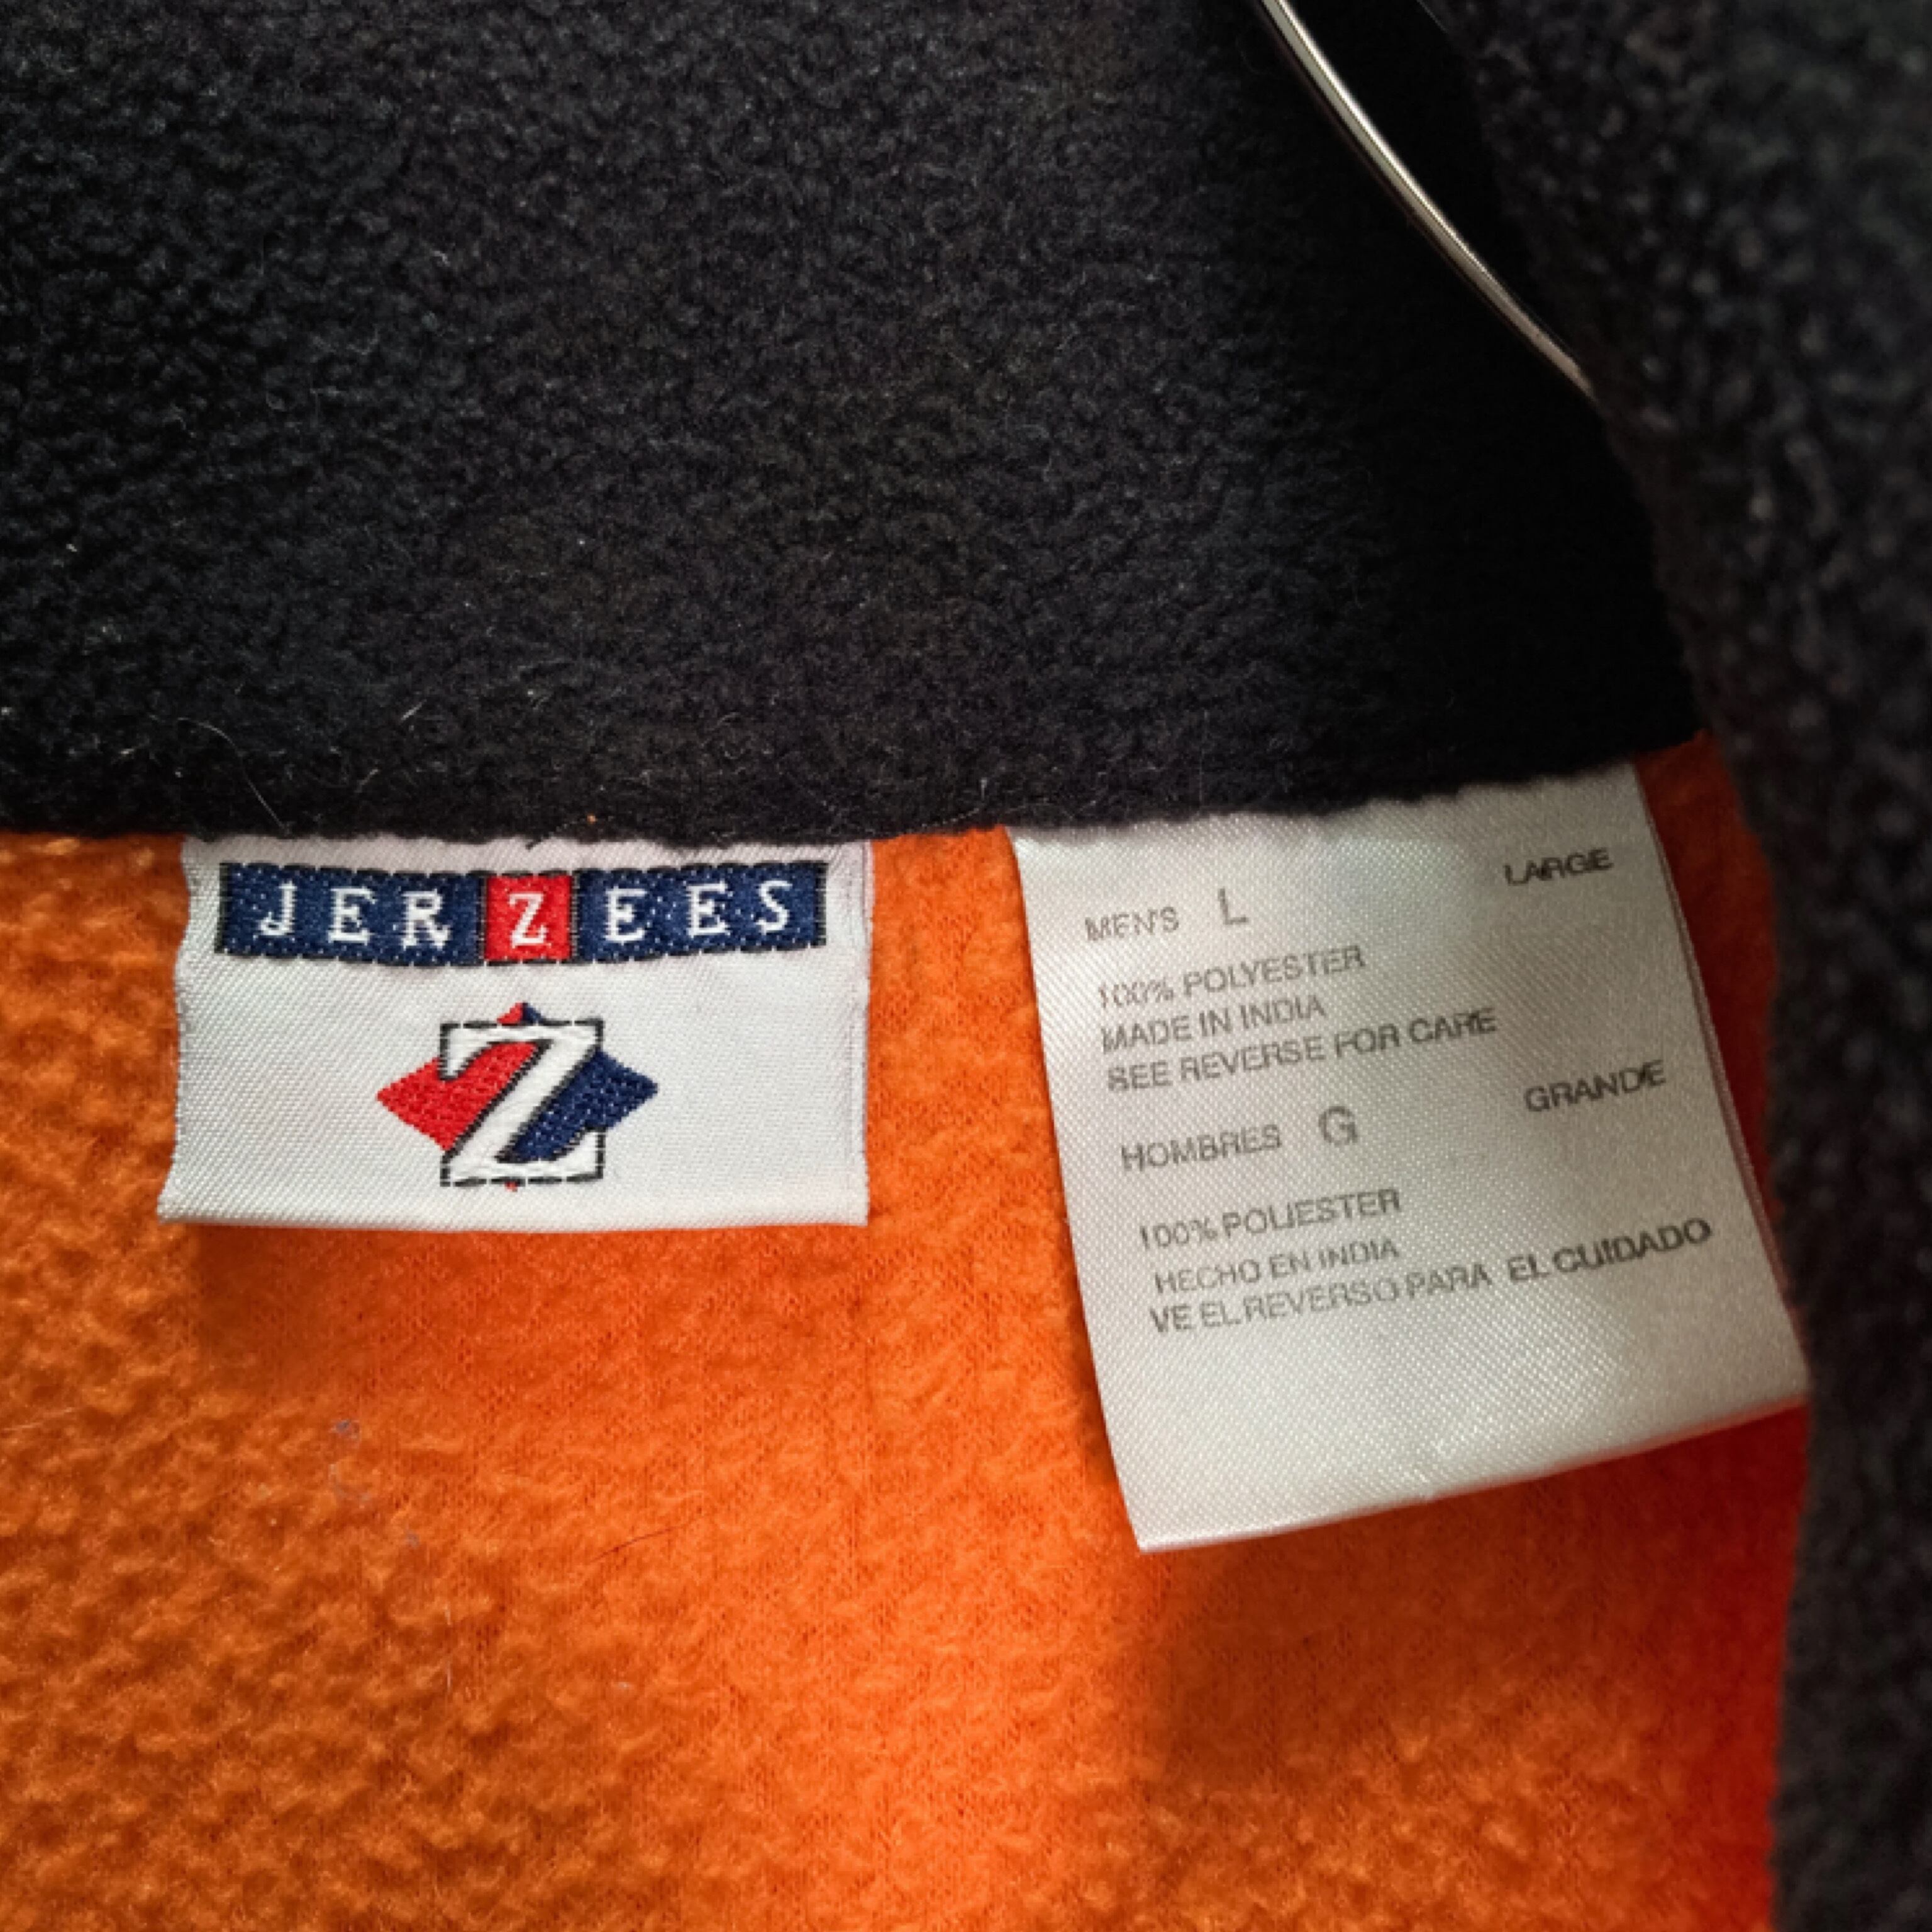 JERZEES
Z
LARGE
MEN'S L
100% POLYESTER
MADE IN INDIA
SEE REVERSE FOR CARE
GRANDE
HOMBRES G
100% POLIESTER
HECHO EN INDIA
VE EL REVERSO PARA EL CUIDADO